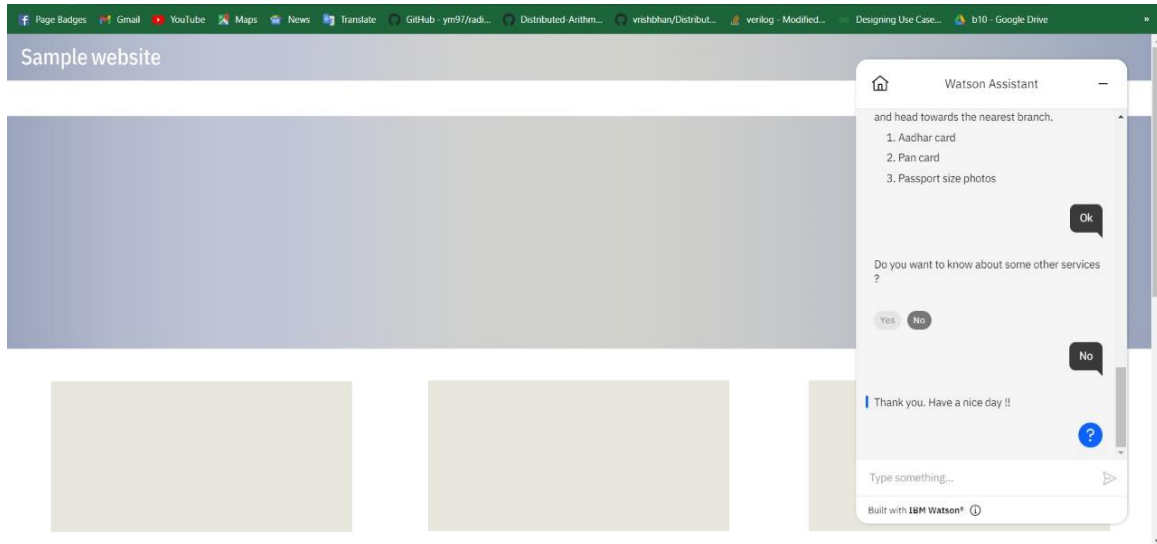 Page Badges Gmail YouTube Maps News Translate GitHub - ym97/radi... Distributed-Arithm... vrishbhan/Distribut... verilog - Modified... Designing Use Case... b10 - Google Drive »
Sample website
Watson Assistant
and head towards the nearest branch.
1. Aadhar card
2. Pan card
3. Passport size photos
Ok
Do you want to know about some other services
?
Yes No
No
Thank you. Have a nice day !!
?
Type something...
Built with IBM Watson®